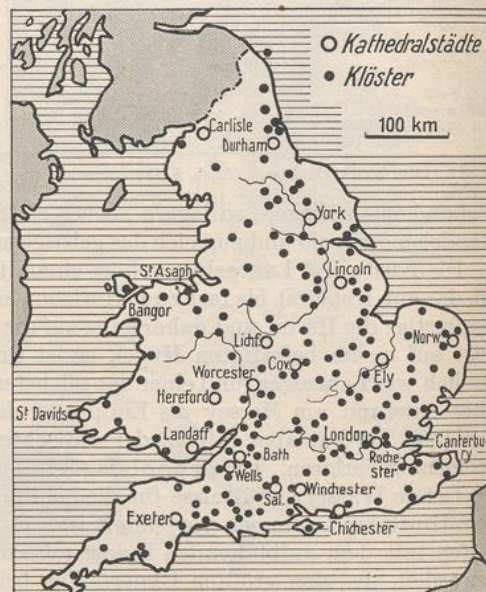 Kathedralstädte
Klöster
100 km
Carlisle
Durham
York
St Asaph
Lincoln
Bangor
Lichf.
Norw.
Cov.
Ely
Worcester
Hereford
St Davids
Landaff
London
Canterbu-
ry
Bath
Roche
ster
Wells
Sal.
Winchester
Exeter
Chichester